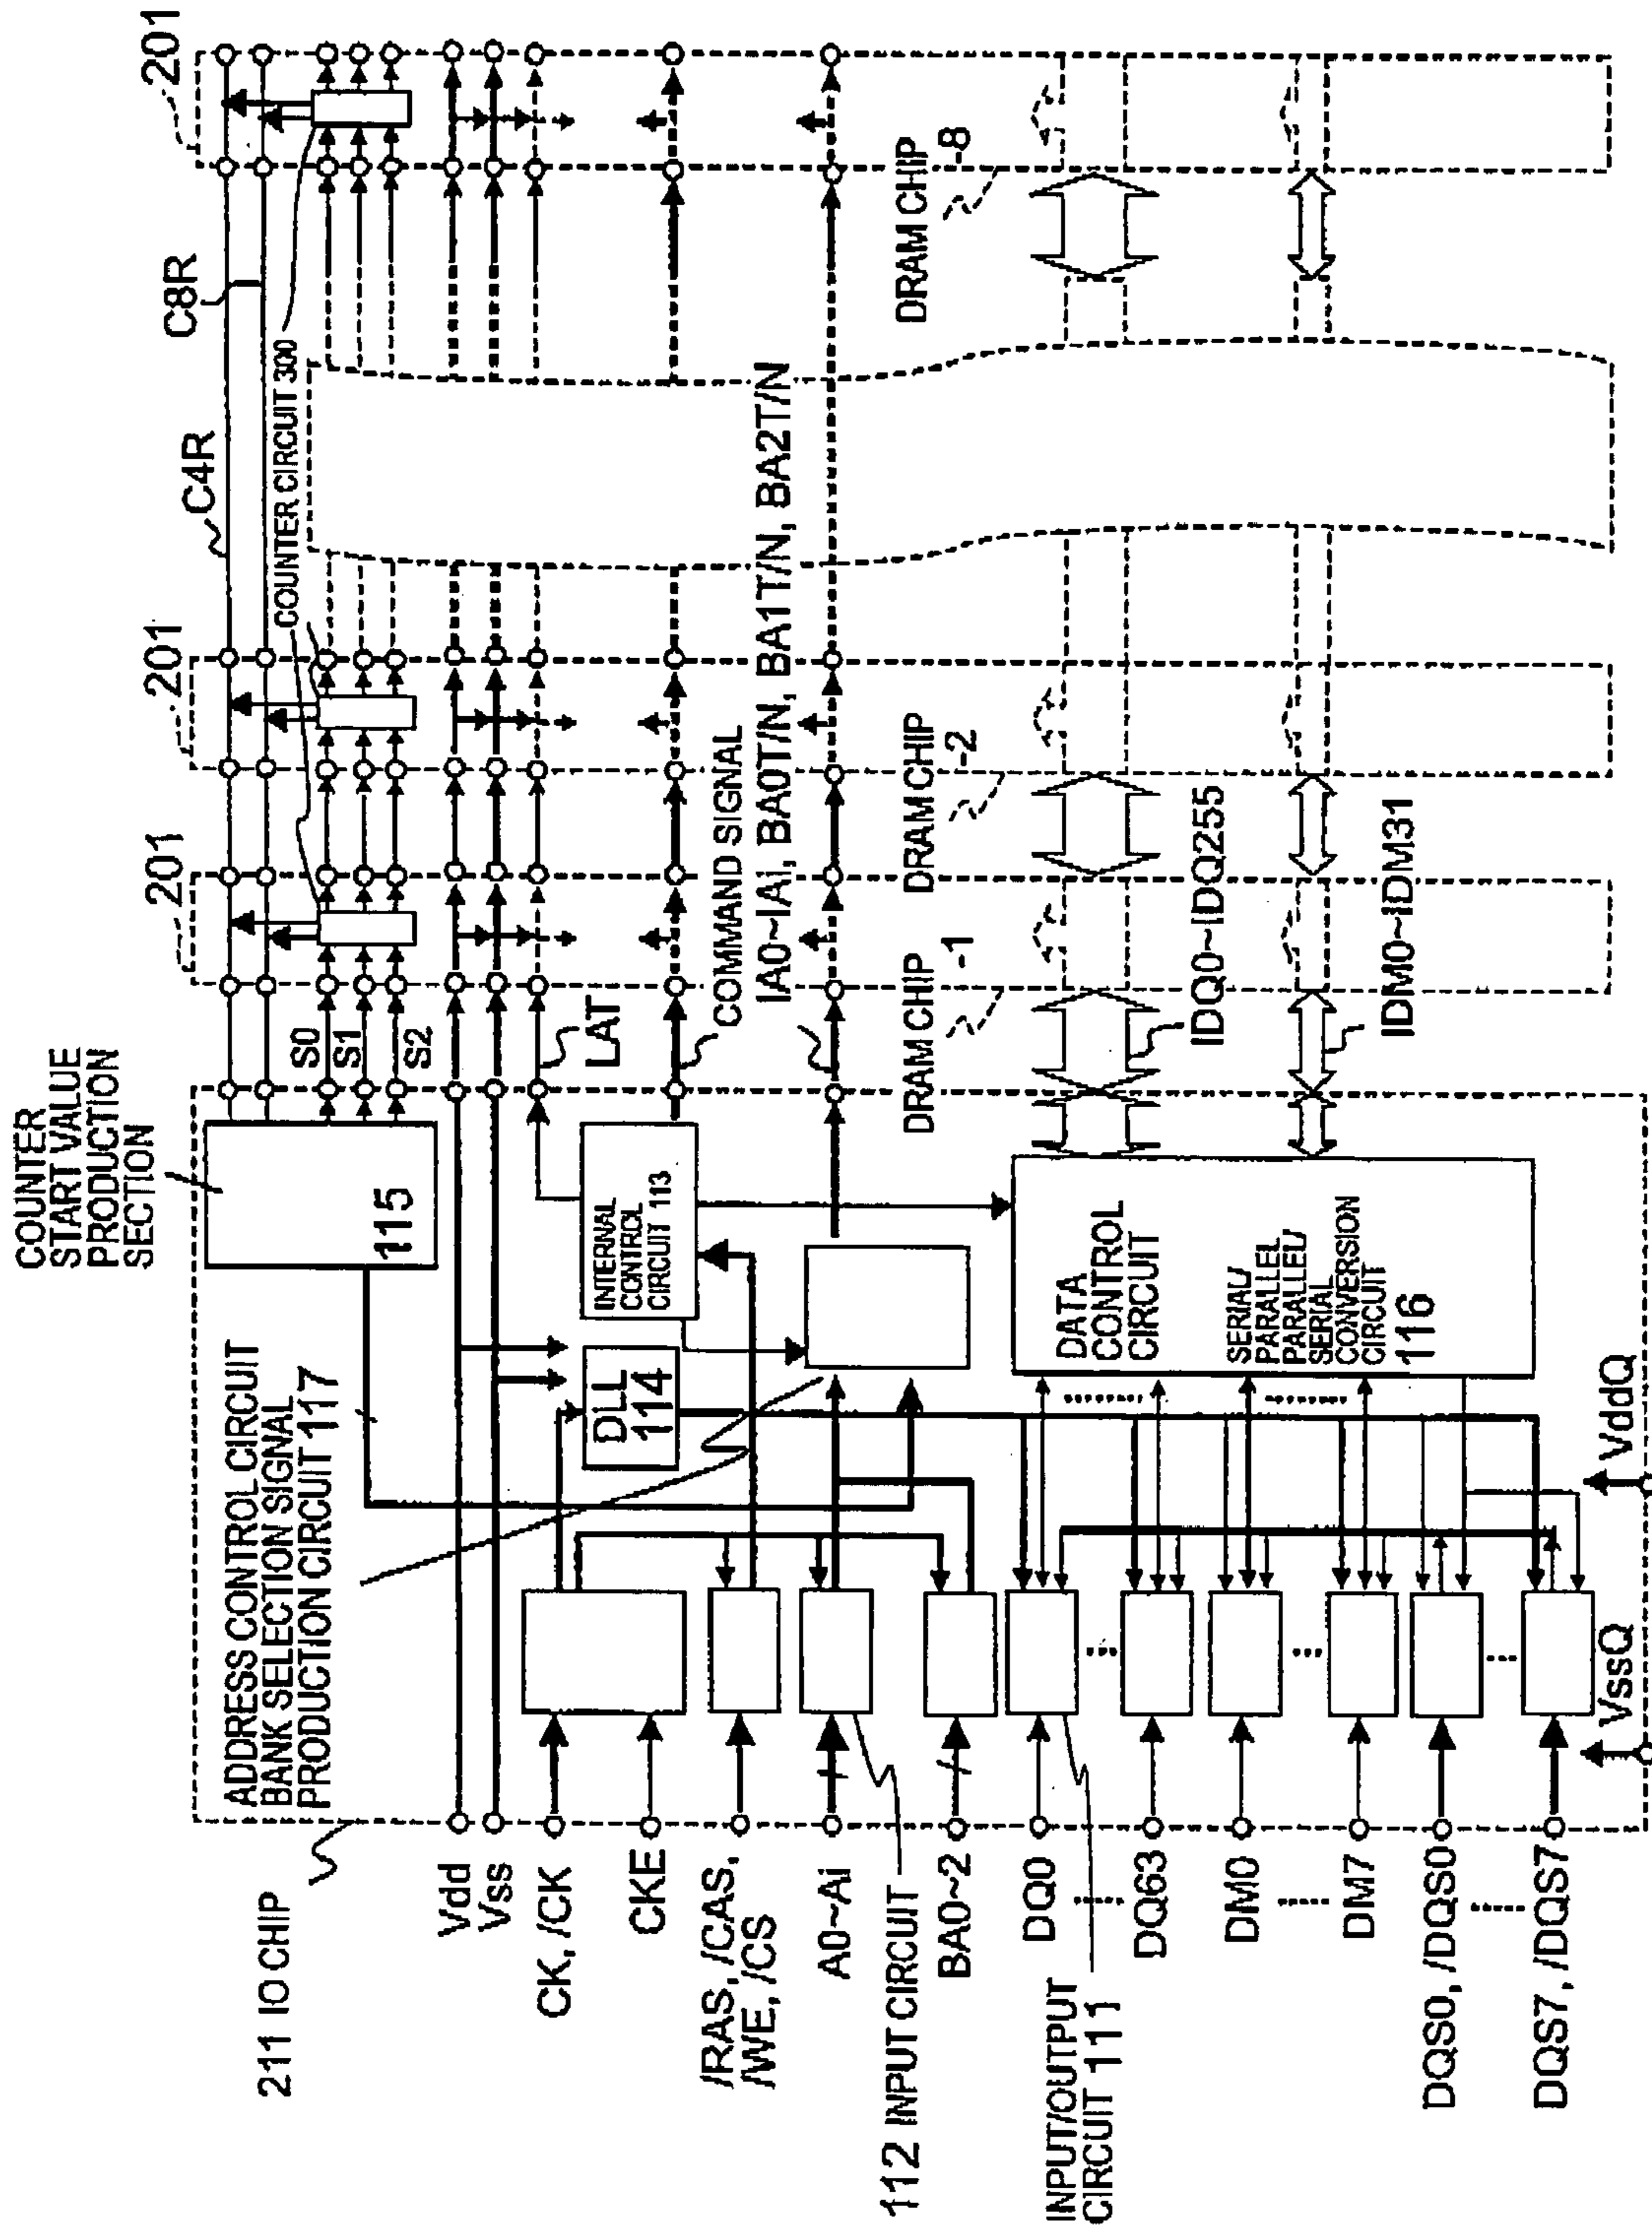 COUNTER
START VALUE
PRODUCTION
SECTION
C4R
C8R
201
201
201
COUNTER CIRCUIT 300
115
S0
S1
S2
211 IO CHIP
ADDRESS CONTROL CIRCUIT
BANK SELECTION SIGNAL
PRODUCTION CIRCUIT 117
Vdd
Vss
CK, /CK
CKE
/RAS, /CAS,
/WE, /CS
A0~Ai
112 INPUT CIRCUIT
BA0~2
INPUT/OUTPUT
CIRCUIT 111
DQ0
DQ63
DM0
DM7
DQS0, /DQS0
DQS7, /DQS7
VssQ
VddQ
DLL
114
INTERNAL
CONTROL
CIRCUIT 113
LAT
COMMAND SIGNAL
IA0~IAi, BA0T/N, BA1T/N, BA2T/N
DATA
CONTROL
CIRCUIT
SERIAL/
PARALLEL
PARALLEL/
SERIAL
CONVERSION
CIRCUIT
116
DRAM CHIP
-1
DRAM CHIP
-2
DRAM CHIP
-8
IDQ0~IDQ255
IDM0~IDM31